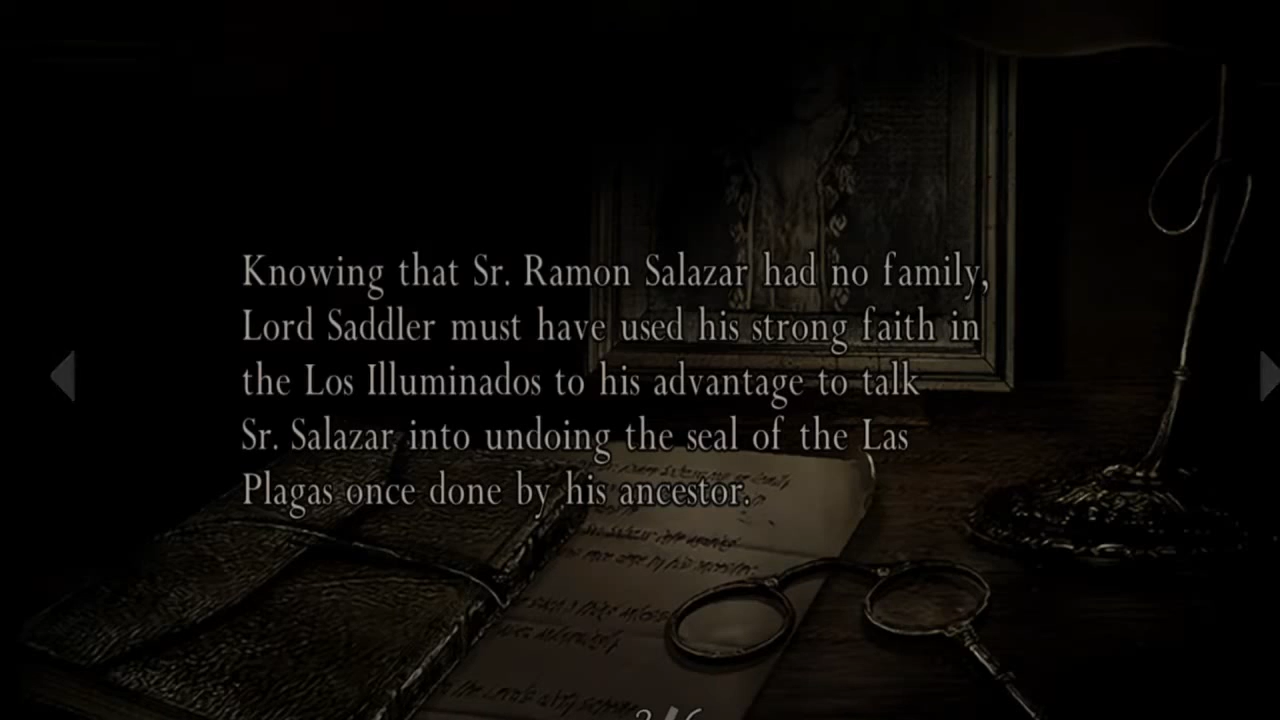 Knowing that Sr. Ramon Salazar had no family,
Lord Saddler must have used his strong faith in
the Los Illuminados to his advantage to talk
Sr. Salazar into undoing the seal of the Las
Plagas once done by his ancestor.